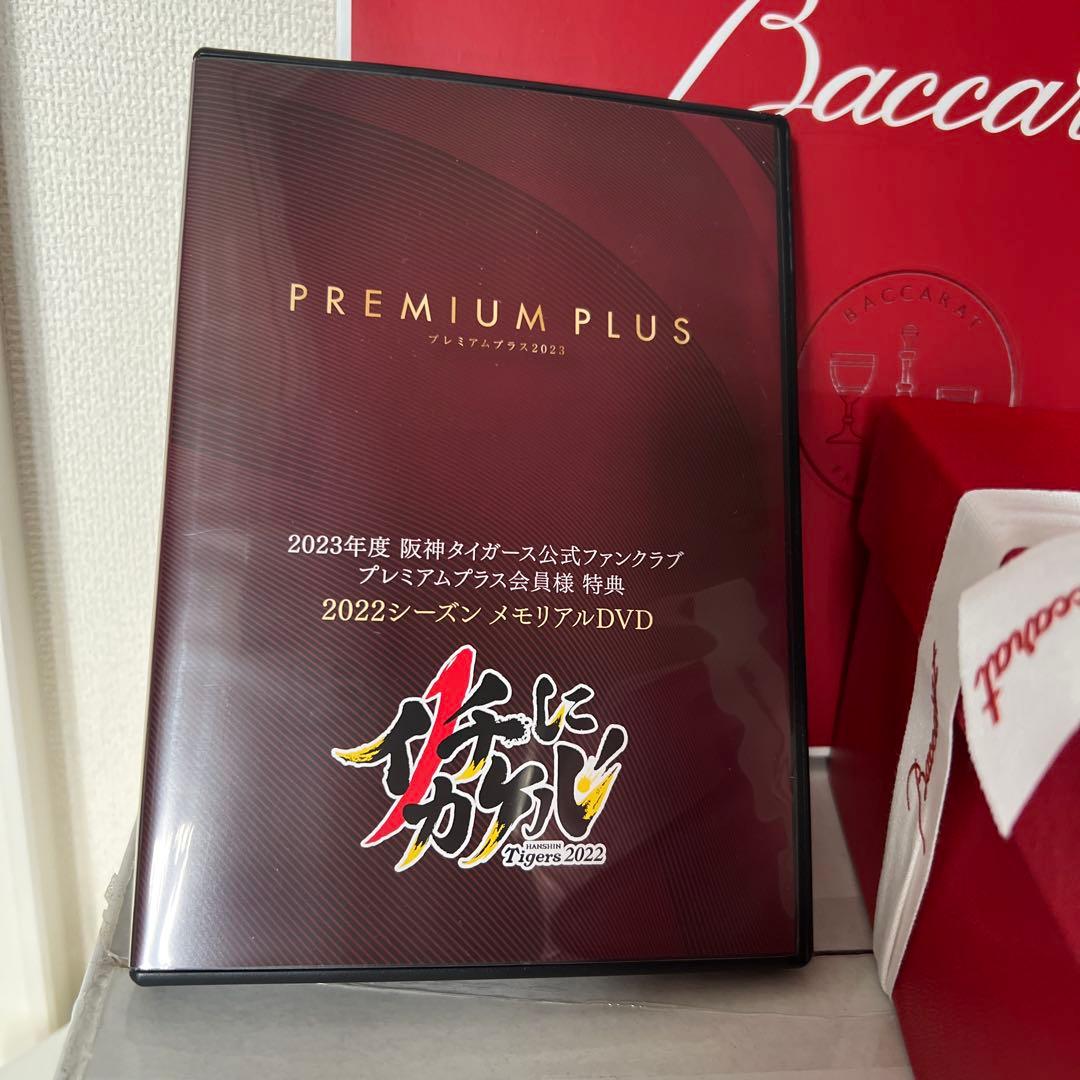 Baccar
BACCARAT
PREMIUM PLUS
プレミアムプラス2023
2023年度 阪神タイガース公式ファンクラブ
プレミアムプラス会員様 特典
2022シーズン メモリアルDVD
イチに
カケル!
HANSHIN
Tigers 2022
Baccarat
ccarat